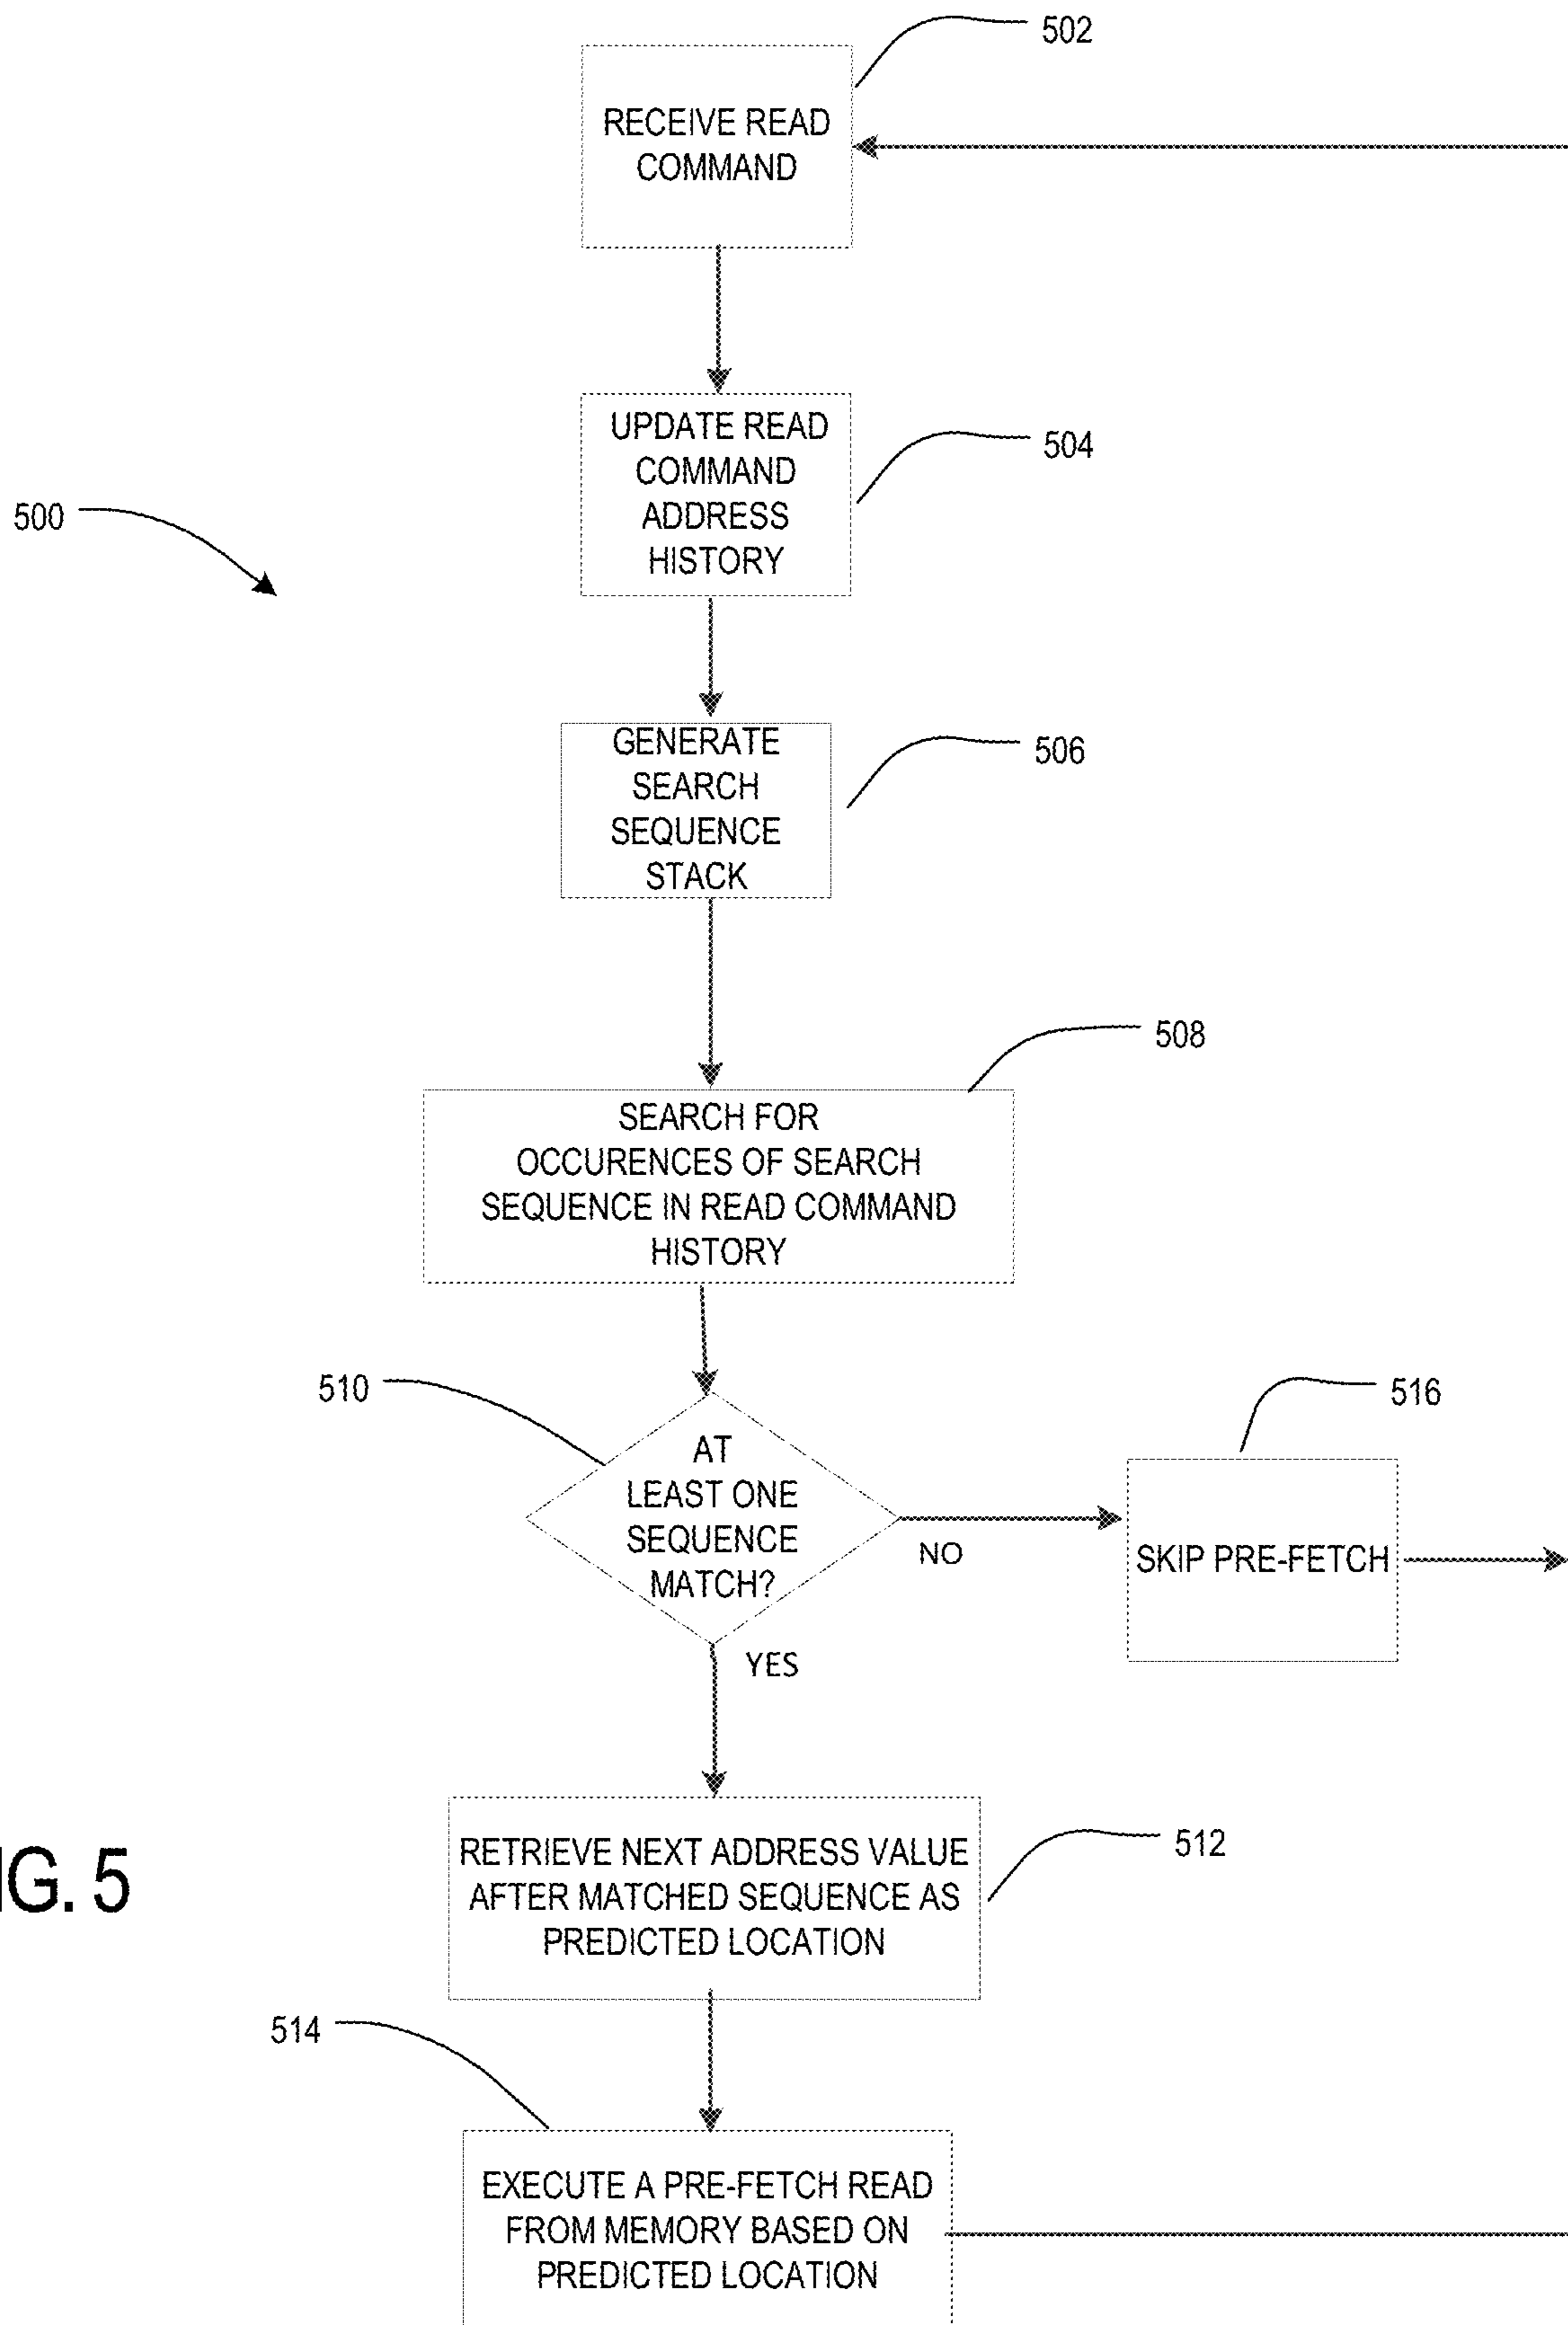 502
RECEIVE READ
COMMAND
UPDATE READ
COMMAND
ADDRESS
HISTORY
504
500
GENERATE
SEARCH
SEQUENCE
STACK
506
508
SEARCH FOR
OCCURENCES OF SEARCH
SEQUENCE IN READ COMMAND
HISTORY
510
AT
LEAST ONE
SEQUENCE
MATCH?
516
NO
SKIP PRE-FETCH
YES
RETRIEVE NEXT ADDRESS VALUE
AFTER MATCHED SEQUENCE AS
PREDICTED LOCATION
512
G. 5
514
EXECUTE A PRE-FETCH READ
FROM MEMORY BASED ON
PREDICTED LOCATION